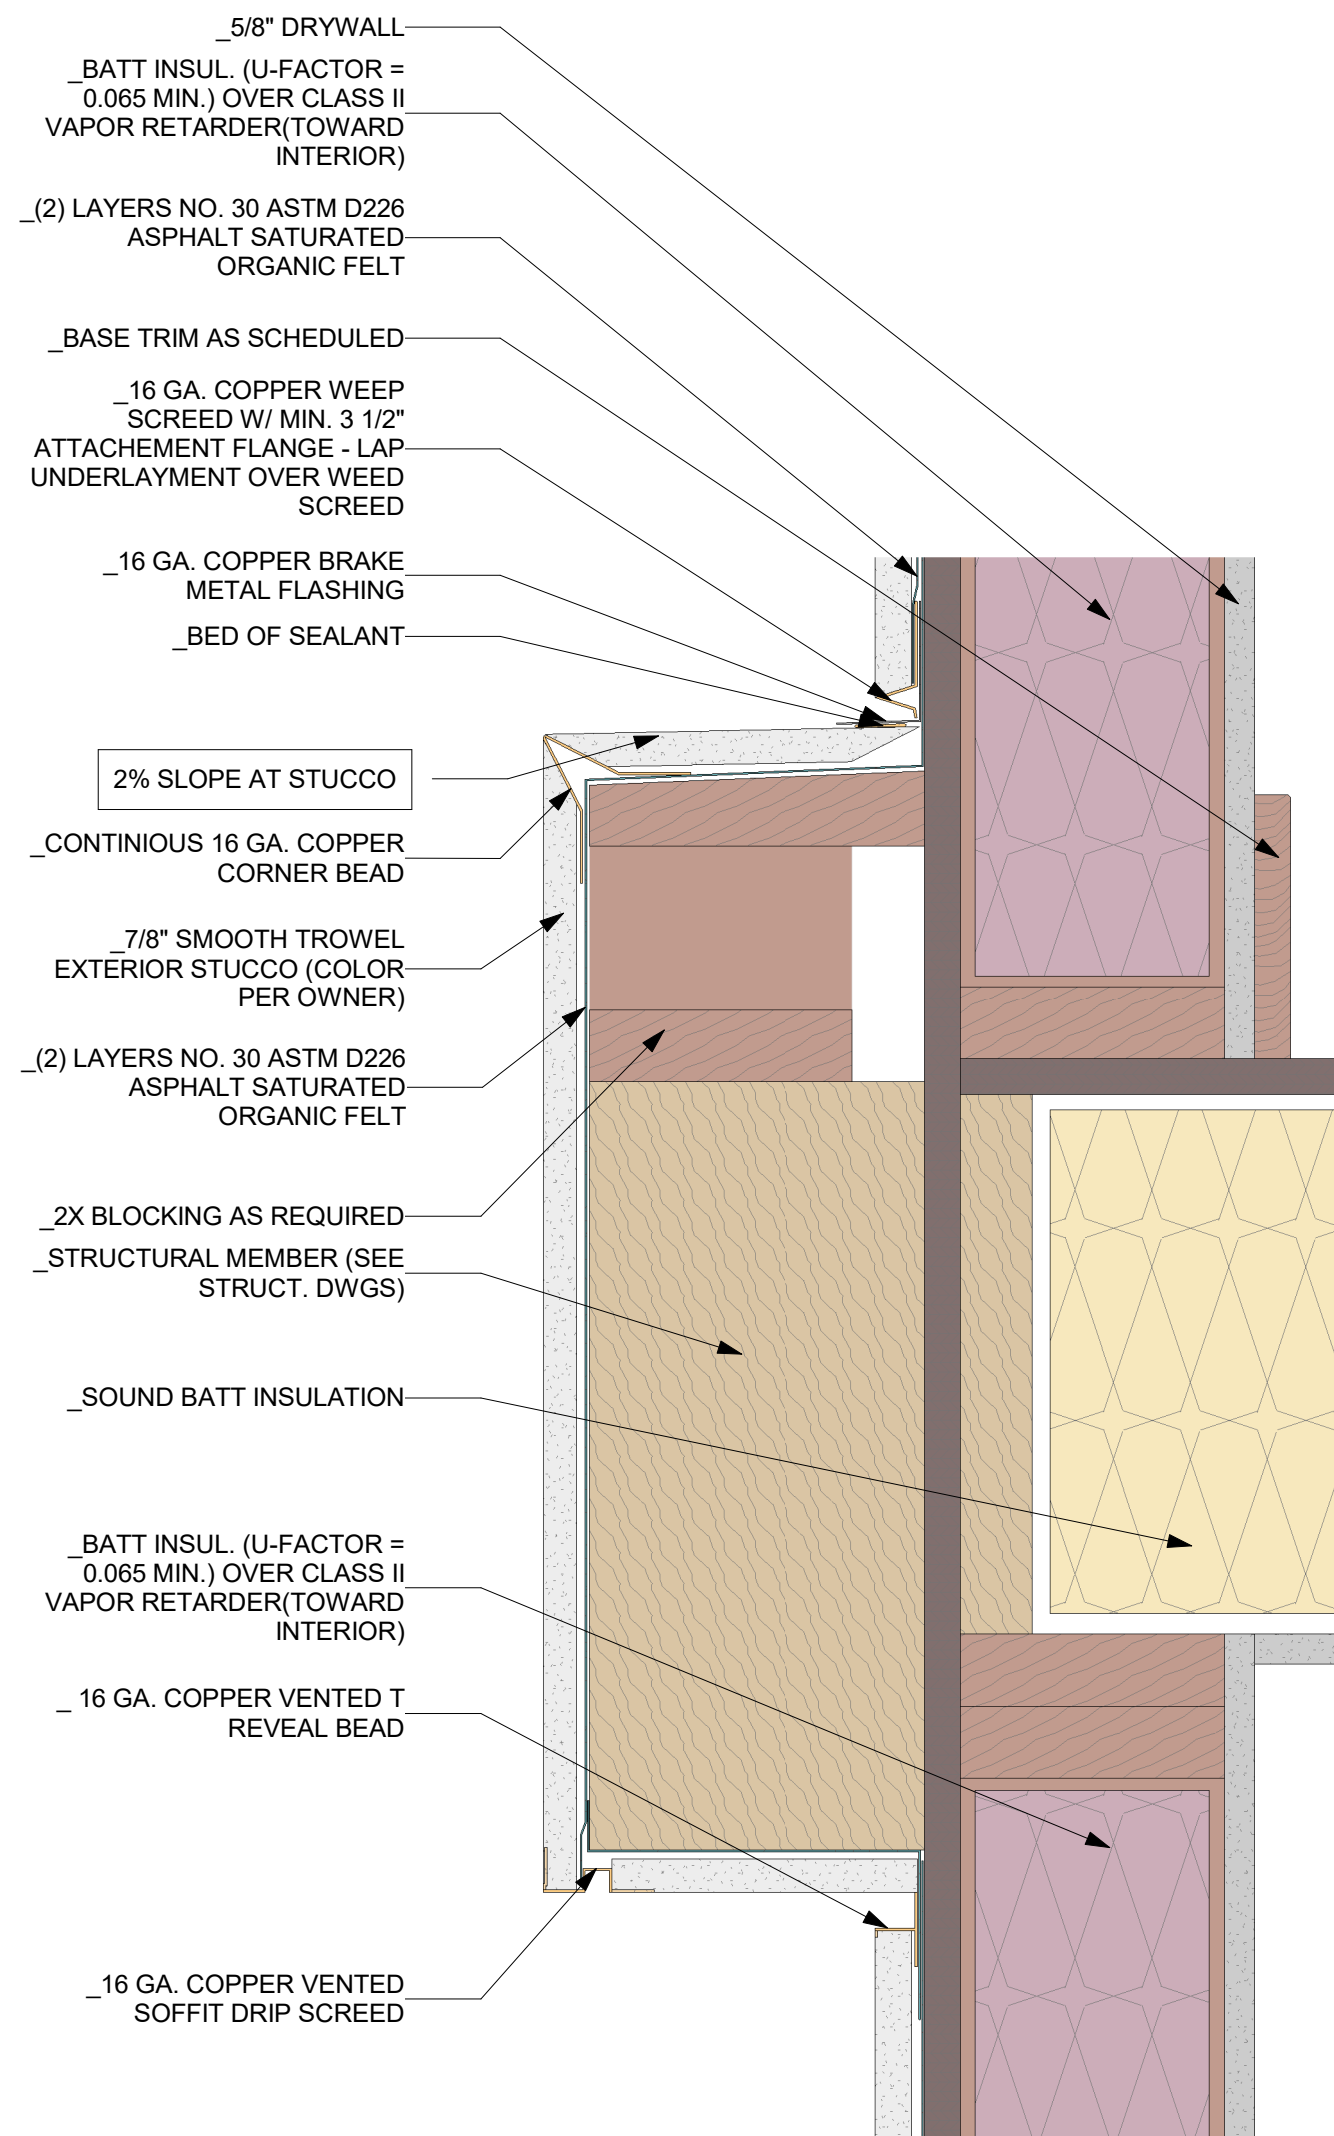 _5/8" DRYWALL
_BATT INSUL. (U-FACTOR =
0.065 MIN.) OVER CLASS II
VAPOR RETARDER(TOWARD
INTERIOR)
_(2) LAYERS NO. 30 ASTM D226
ASPHALT SATURATED
ORGANIC FELT
_BASE TRIM AS SCHEDULED
_16 GA. COPPER WEEP
SCREED W/ MIN. 3 1/2"
ATTACHEMENT FLANGE - LAP
UNDERLAYMENT OVER WEED
SCREED
_16 GA. COPPER BRAKE
METAL FLASHING
_BED OF SEALANT
2% SLOPE AT STUCCO
_CONTINIOUS 16 GA. COPPER
CORNER BEAD
_7/8" SMOOTH TROWEL
EXTERIOR STUCCO (COLOR
PER OWNER)
_(2) LAYERS NO. 30 ASTM D226
ASPHALT SATURATED
ORGANIC FELT
_2X BLOCKING AS REQUIRED
_STRUCTURAL MEMBER (SEE
STRUCT. DWGS)
_SOUND BATT INSULATION
_BATT INSUL. (U-FACTOR =
0.065 MIN.) OVER CLASS II
VAPOR RETARDER(TOWARD
INTERIOR)
_ 16 GA. COPPER VENTED T
REVEAL BEAD
_16 GA. COPPER VENTED
SOFFIT DRIP SCREED